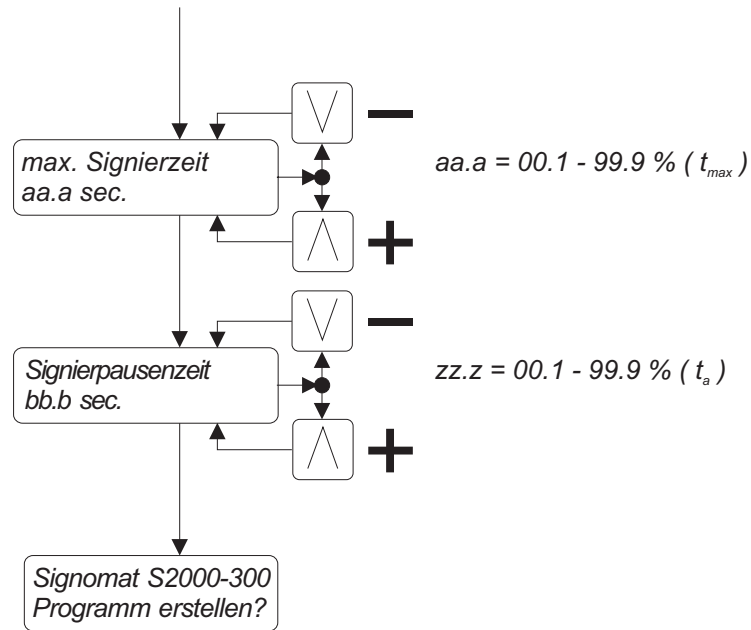 max. Signierzeit
aa.a sec.
aa.a = 00.1 - 99.9 % ( tmax )
Signierpausenzeit
bb.b sec.
zz.z = 00.1 - 99.9 % ( ta )
Signomat S2000-300
Programm erstellen?